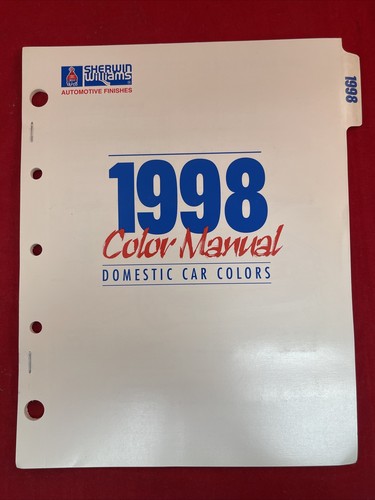 SHERWIN
WILLIAMS
AUTOMOTIVE FINISHES
1998
1998
Color Manual
DOMESTIC CAR COLORS